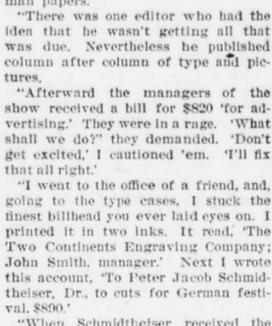 man papers.
"There was one editor who had the
idea that he wasn't getting all that
was due. Nevertheless he published
column after column of type and pic-
tures.
"Afterward the managers of the
show received a bill for $820 'for ad-
vertising.' They were in a rage. 'What
shall we do?" they demanded. 'Don't
get excited,' I cautioned 'em. 'I'll fix
that all right.'
"I went to the office of a friend, and,
going to the type cases, I stuck the
finest billhead you ever laid eyes on. I
printed it in two inks. It read, 'The
Two Continents Engraving Company;
John Smith, manager.' Next I wrote
this account, 'To Peter Jacob Schmid-
theiser, Dr., to cuts for German festi-
val. $890.'
"When Schmidtheiser received the